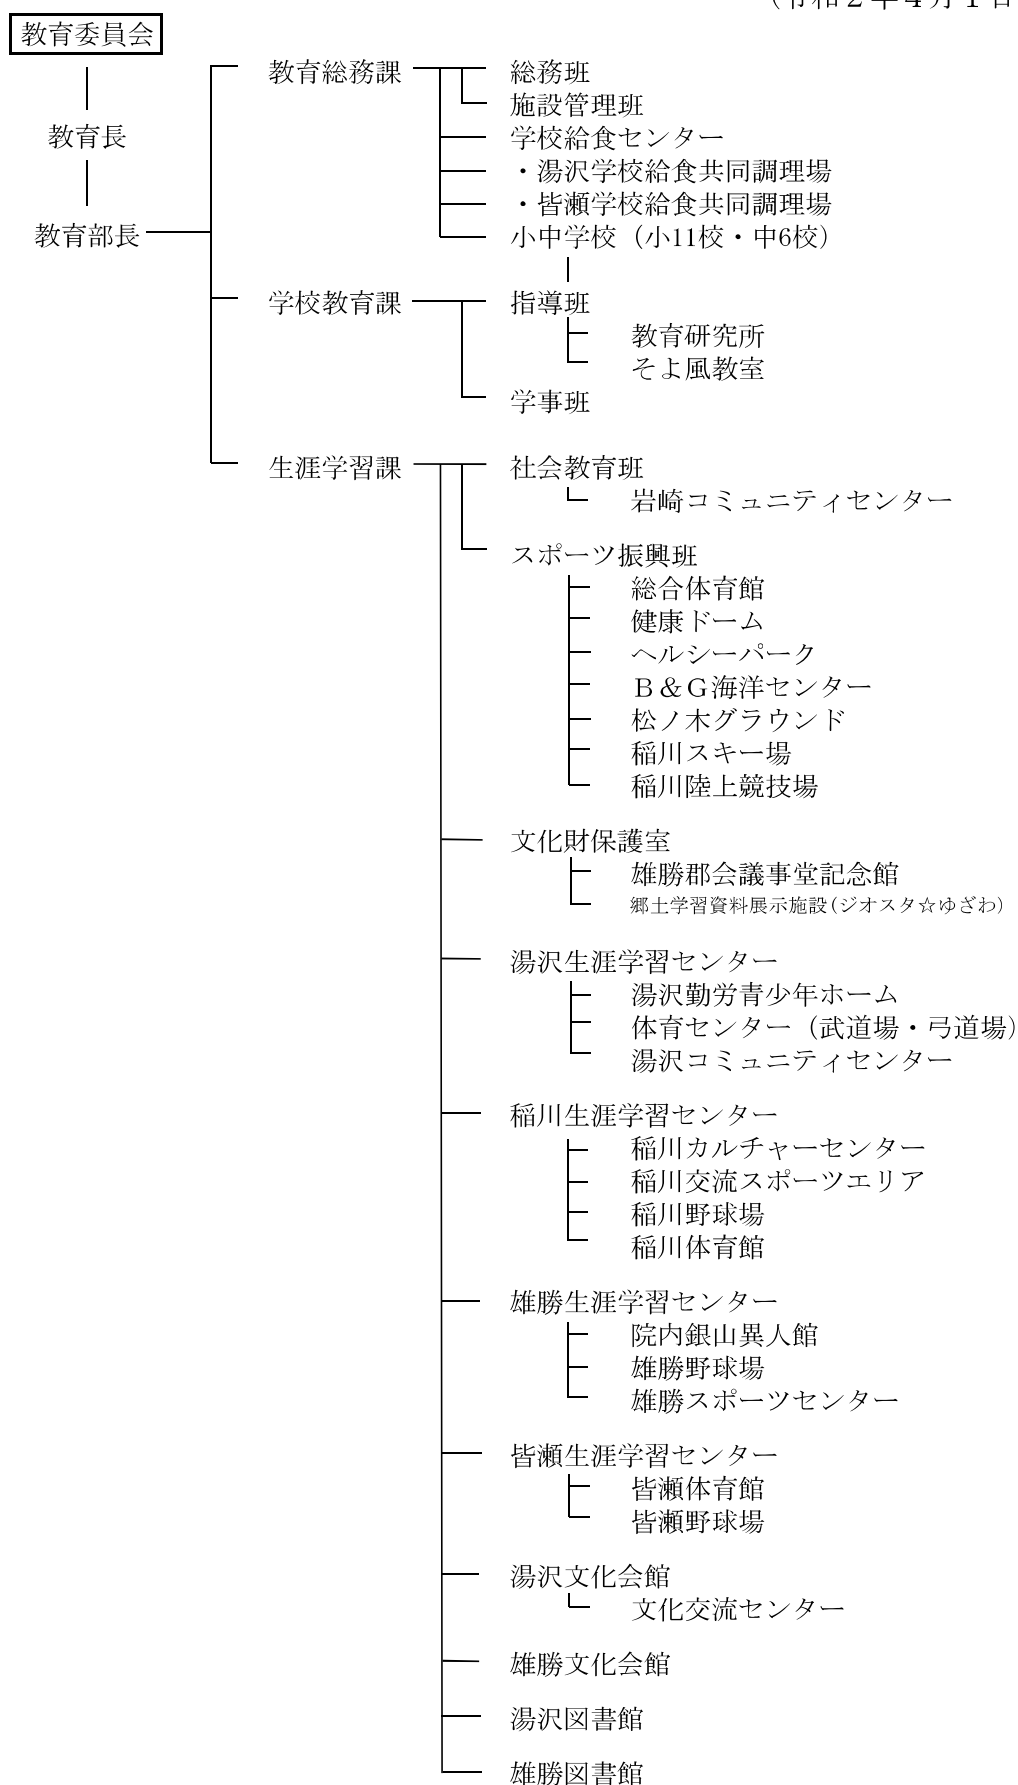 （令和２年４月１日
教育委員会
教育総務課
総務班
施設管理班
教育長
学校給食センター
・湯沢学校給食共同調理場
・皆瀬学校給食共同調理場
教育部長
小中学校（小11校・中6校）
学校教育課
指導班
教育研究所
そよ風教室
学事班
生涯学習課
社会教育班
岩崎コミュニティセンター
スポーツ振興班
総合体育館
健康ドーム
ヘルシーパーク
Ｂ＆Ｇ海洋センター
松ノ木グラウンド
稲川スキー場
稲川陸上競技場
文化財保護室
雄勝郡会議事堂記念館
郷土学習資料展示施設(ジオスタ☆ゆざわ)
湯沢生涯学習センター
湯沢勤労青少年ホーム
体育センター（武道場・弓道場）
湯沢コミュニティセンター
稲川生涯学習センター
稲川カルチャーセンター
稲川交流スポーツエリア
稲川野球場
稲川体育館
雄勝生涯学習センター
院内銀山異人館
雄勝野球場
雄勝スポーツセンター
皆瀬生涯学習センター
皆瀬体育館
皆瀬野球場
湯沢文化会館
文化交流センター
雄勝文化会館
湯沢図書館
雄勝図書館